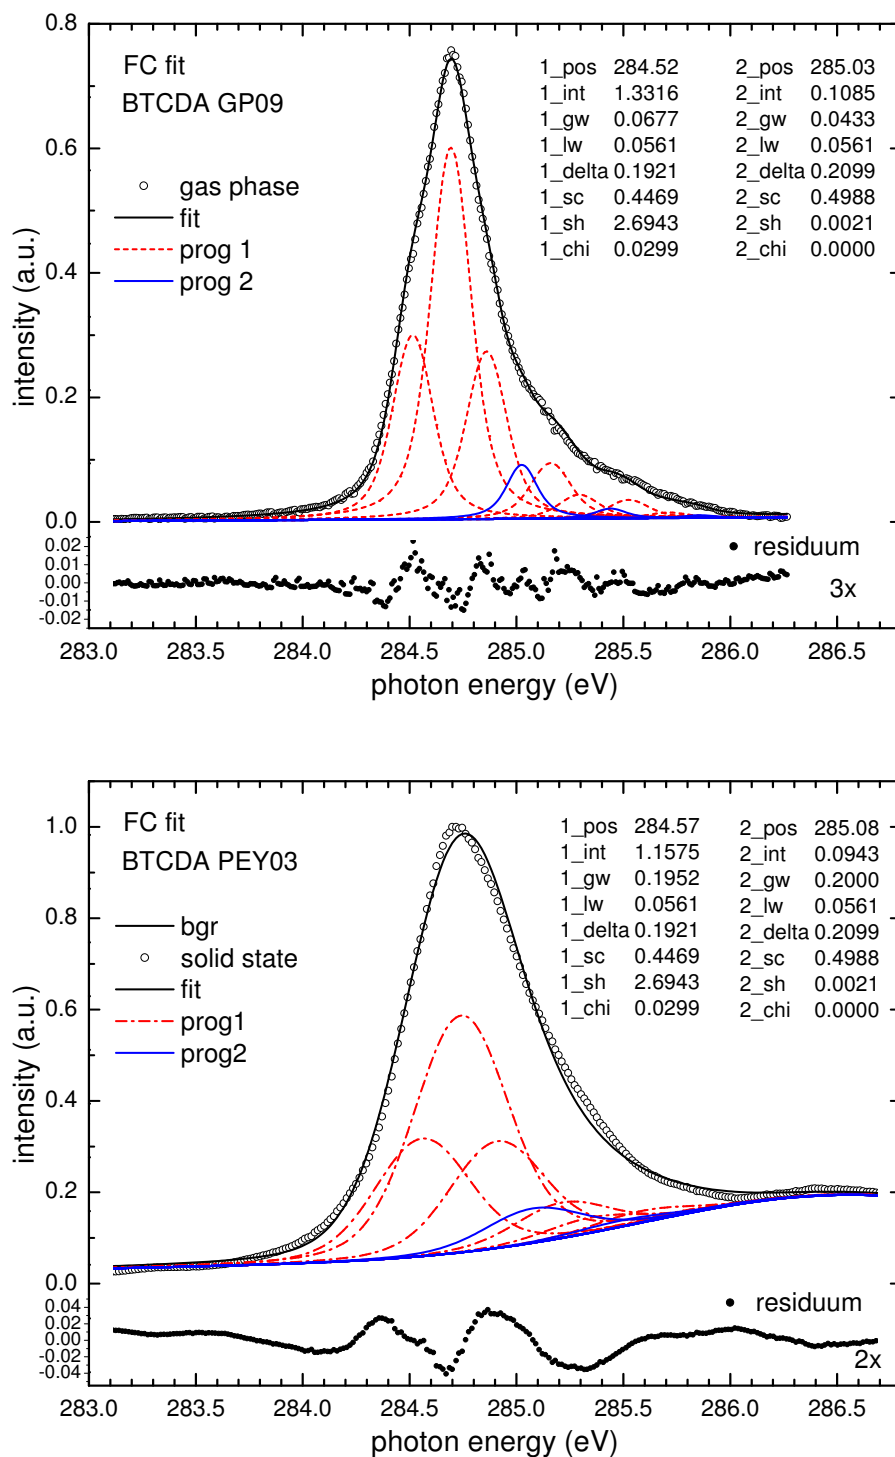 0.8
FC fit
BTCDA GP09
1_pos 284.52 2_pos 285.03
1_int 1.3316 2_int 0.1085
1_gw 0.0677 2_gw 0.0433
1_lw 0.0561 2_lw 0.0561
1_delta 0.1921 2_delta 0.2099
1_sc 0.4469 2_sc 0.4988
1_sh 2.6943 2_sh 0.0021
1_chi 0.0299 2_chi 0.0000
0.6
gas phase
fit
prog 1
prog 2
0.4
intensity (a.u.)
0.2
0.0
0.02
0.01
0.00
-0.01
-0.02
residuum
3x
283.0 283.5 284.0 284.5 285.0 285.5 286.0 286.5
photon energy (eV)
1.0
FC fit
BTCDA PEY03
1_pos 284.57 2_pos 285.08
1_int 1.1575 2_int 0.0943
1_gw 0.1952 2_gw 0.2000
1_lw 0.0561 2_lw 0.0561
1_delta 0.1921 2_delta 0.2099
1_sc 0.4469 2_sc 0.4988
1_sh 2.6943 2_sh 0.0021
1_chi 0.0299 2_chi 0.0000
0.8
bgr
solid state
fit
prog1
prog2
0.6
intensity (a.u.)
0.4
0.2
0.0
0.04
0.02
0.00
-0.02
-0.04
residuum
2x
283.0 283.5 284.0 284.5 285.0 285.5 286.0 286.5
photon energy (eV)